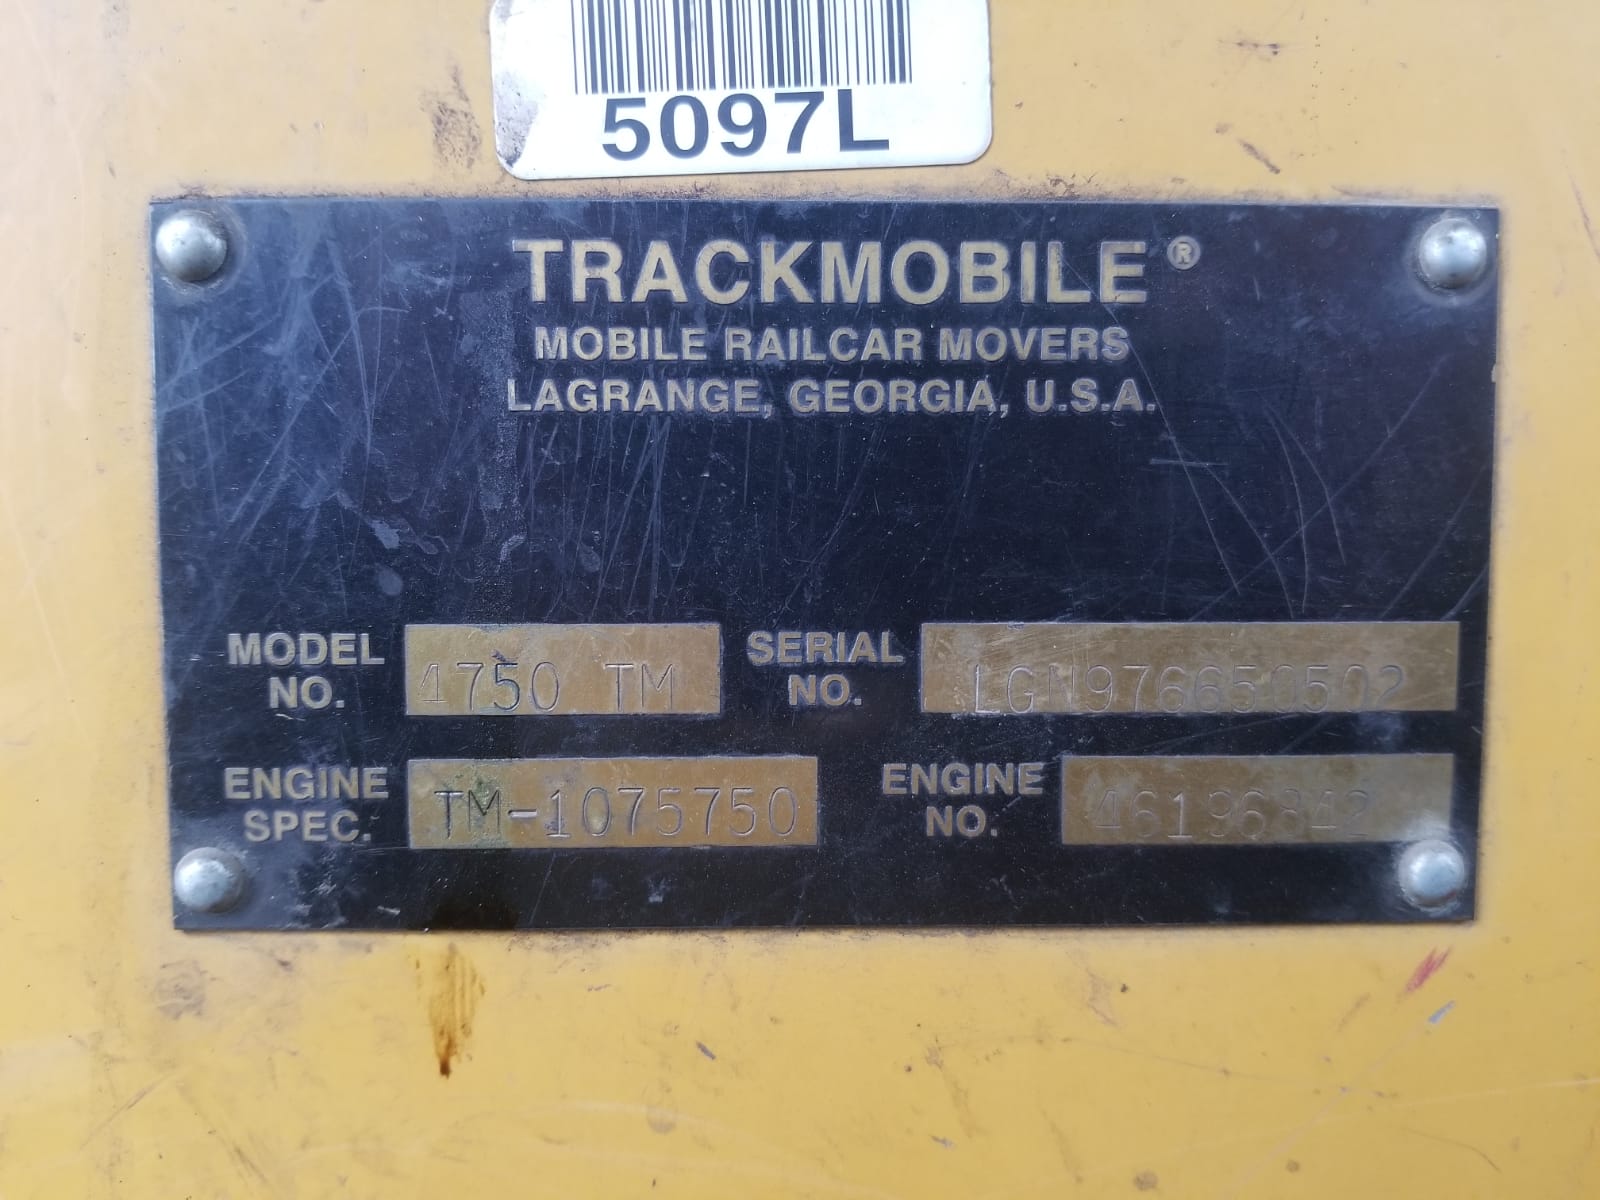 5097L
TRACKMOBILE®
MOBILE RAILCAR MOVERS
LAGRANGE, GEORGIA, U.S.A.
MODEL NO. 4750 TM
SERIAL NO. LGN976650502
ENGINE SPEC. TM-1075750
ENGINE NO. 46196842